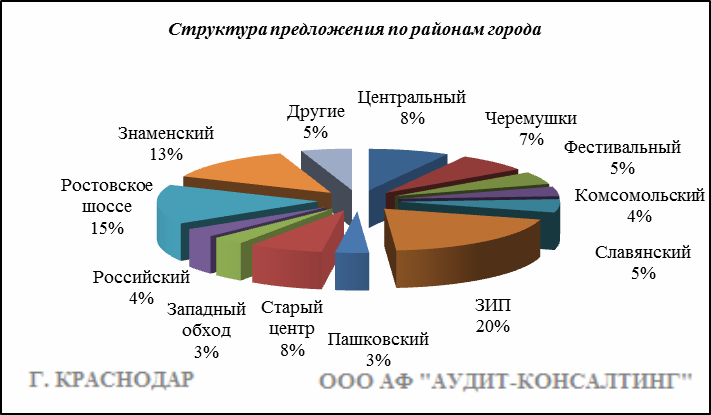 Структура предложения по районам города
Центральный
8%
Черемушки
7%
Фестивальный
5%
Комсомольский
4%
Славянский
5%
ЗИП
20%
Пашковский
3%
Старый
центр
8%
Западный
обход
3%
Российский
4%
Ростовское
шоссе
15%
Знаменский
13%
Другие
5%
Г. КРАСНОДАР
ООО АФ "АУДИТ-КОНСАЛТИНГ"